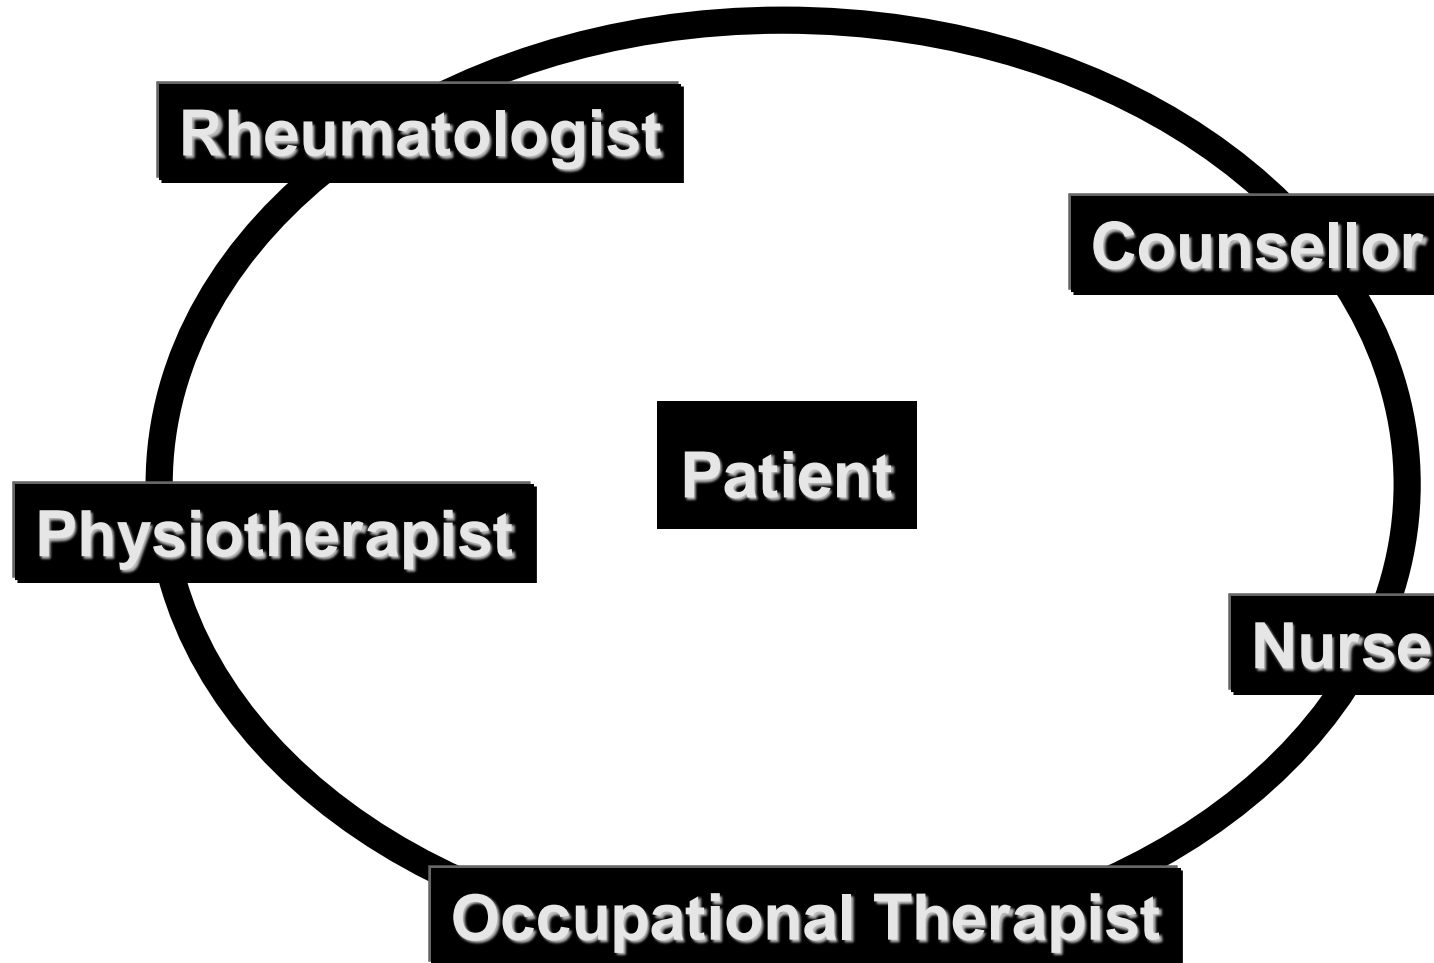 Rheumatologist
Counsellor
Patient
Physiotherapist
Nurse
Occupational Therapist